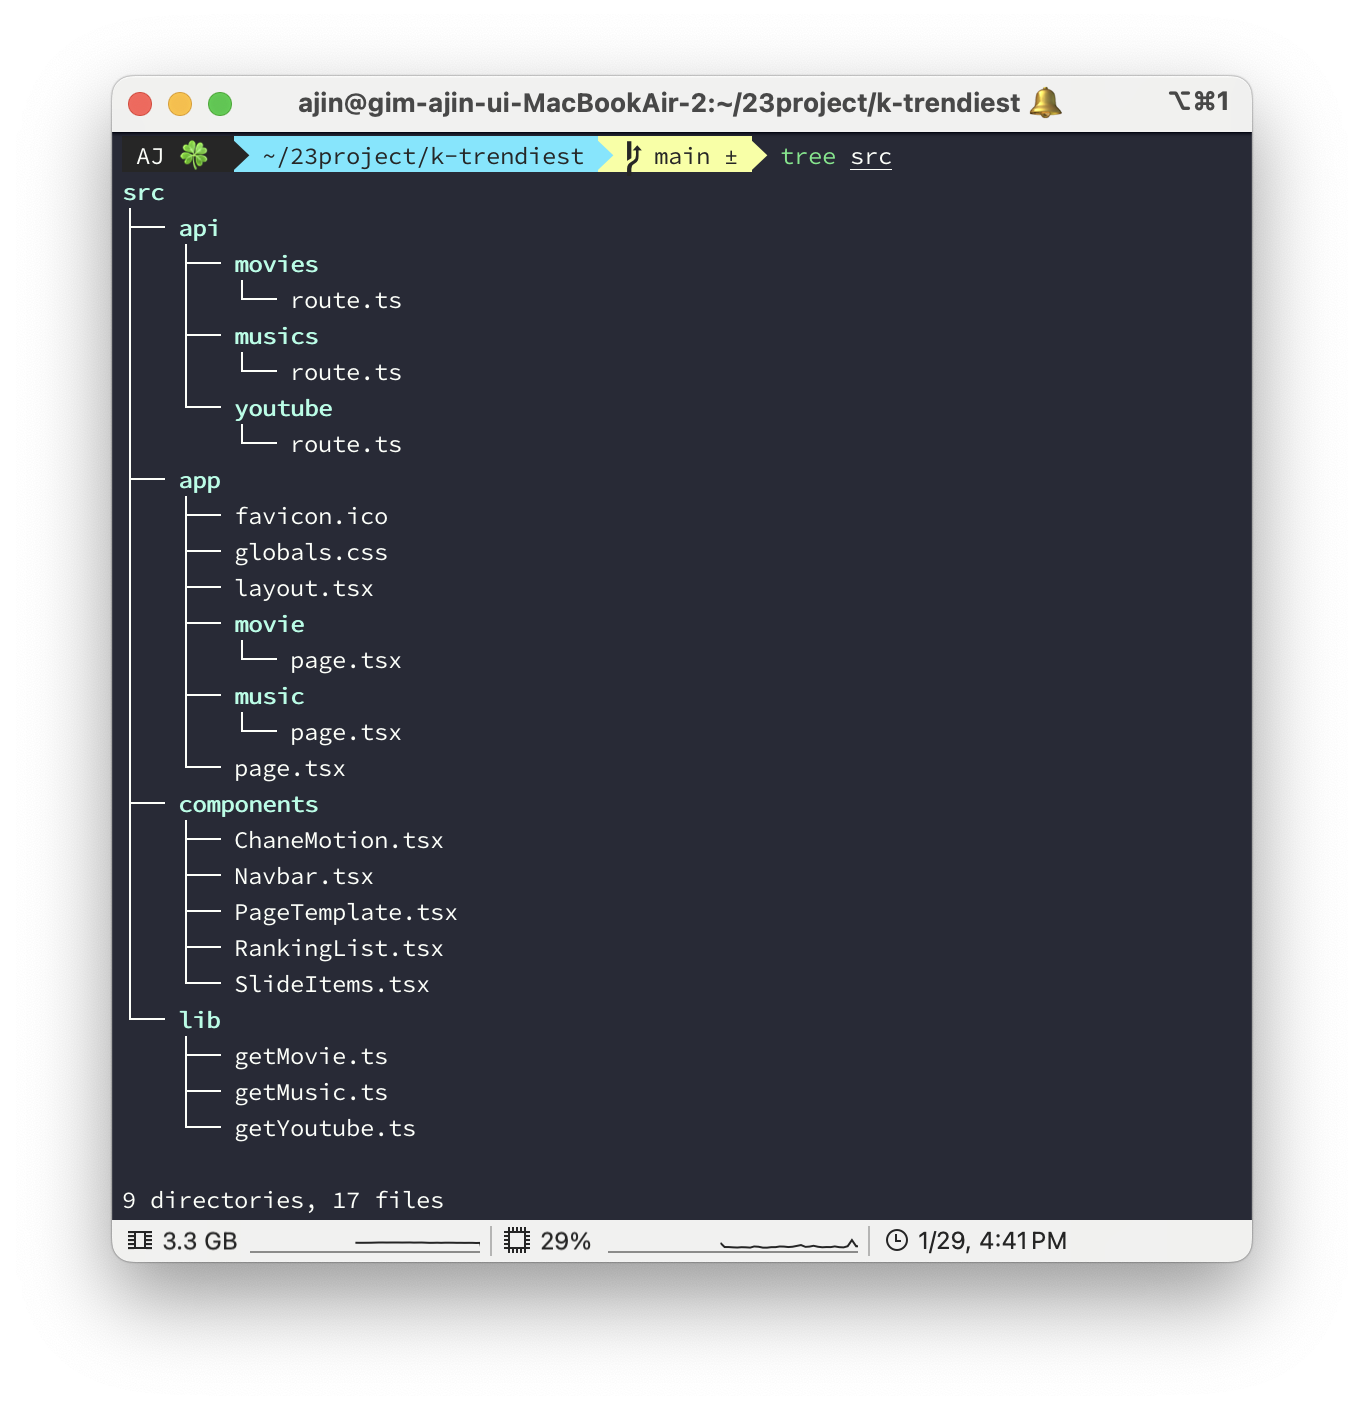 ajin@gim-ajin-ui-MacBookAir-2:~/23project/k-trendiest 🔔 ⌥⌘1
AJ 🍀 ~/23project/k-trendiest main ± tree src
src
├── api
│   ├── movies
│   │   └── route.ts
│   ├── musics
│   │   └── route.ts
│   └── youtube
│       └── route.ts
├── app
│   ├── favicon.ico
│   ├── globals.css
│   ├── layout.tsx
│   ├── movie
│   │   └── page.tsx
│   ├── music
│   │   └── page.tsx
│   └── page.tsx
├── components
│   ├── ChaneMotion.tsx
│   ├── Navbar.tsx
│   ├── PageTemplate.tsx
│   ├── RankingList.tsx
│   └── SlideItems.tsx
└── lib
    ├── getMovie.ts
    ├── getMusic.ts
    └── getYoutube.ts
9 directories, 17 files
3.3 GB 29% 1/29, 4:41 PM